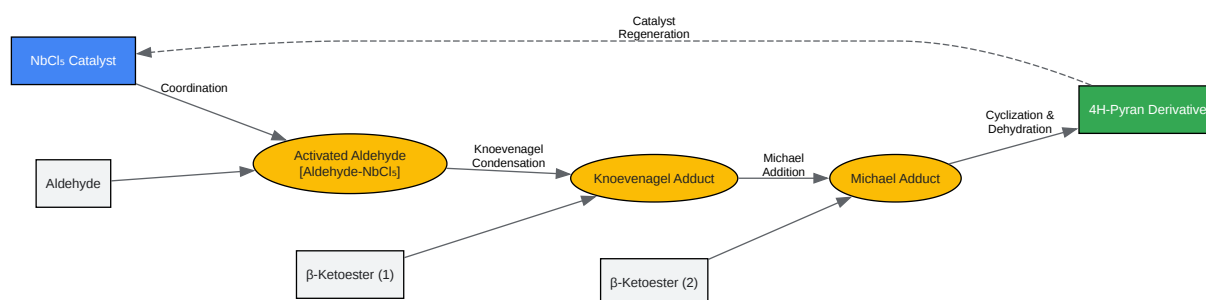 Catalyst
Regeneration
NbCl₅ Catalyst
Coordination
4H-Pyran Derivative
Cyclization &
Dehydration
Knoevenagel
Condensation
Activated Aldehyde
[Aldehyde-NbCl₅]
Michael
Addition
Aldehyde
Knoevenagel Adduct
Michael Adduct
β-Ketoester (1)
β-Ketoester (2)